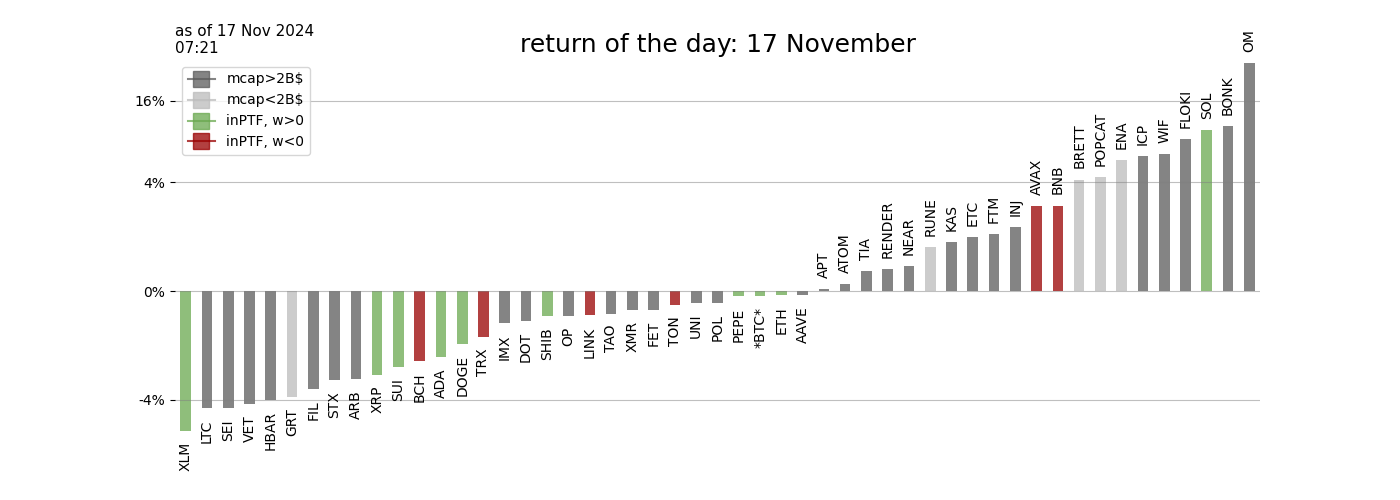 as of 17 Nov 2024
07:21
return of the day: 17 November
mcap>2B$
mcap<2B$
inPTF, w>0
inPTF, w<0
16%
4%
0%
-4%
XLM
LTC
SEI
VET
HBAR
GRT
FIL
STX
ARB
XRP
SUI
BCH
ADA
DOGE
TRX
IMX
DOT
SHIB
OP
LINK
TAO
XMR
FET
TON
UNI
POL
PEPE
*BTC*
ETH
AAVE
APT
ATOM
TIA
RENDER
NEAR
RUNE
KAS
ETC
FTM
INJ
AVAX
BNB
BRETT
POPCAT
ENA
ICP
WIF
FLOKI
SOL
BONK
OM